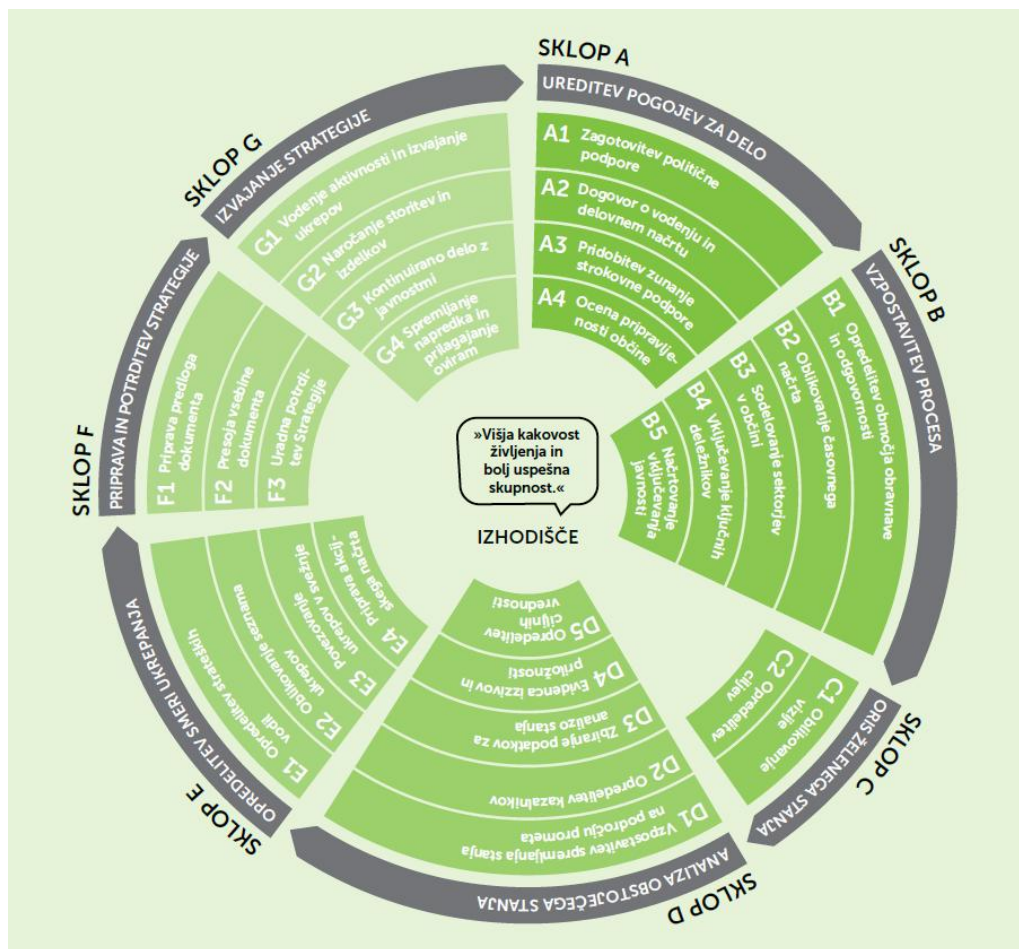 SKLOP A
UREDITEV POGOJEV ZA DELO
A1 Zagotovitev politične
podpore
A2 Dogovor o vodenju in
delovnem načrtu
A3 Pridobitev zunanje
strokovne podpore
A4 Ocena pripravlje-
nosti občine
SKLOP B
VZPOSTAVITEV PROCESA
B1 Opredelitev območja obravnave
in odgovornosti
B2 Oblikovanje časovnega
načrta
B3 Sodelovanje sektorjev
v občini
B4 Vključevanje ključnih
deležnikov
B5 Načrtovanje
vključevanja
javnosti
SKLOP C
ORIS ŽELENEGA STANJA
C1 Oblikovanje
vizije
C2 Opredelitev
ciljev
SKLOP D
ANALIZA OBSTOJEČEGA STANJA
D1 Vzpostavitev spremljanja stanja
na področju prometa
D2 Opredelitev kazalnikov
D3 Zbiranje podatkov za
analizo stanja
D4 Evidenca izzivov in
priložnosti
D5 Opredelitev
ciljnih
vrednosti
SKLOP E
OPREDELITEV SMERI UKREPANJA
E1 Opredelitev strateških
vodil
E2 Oblikovanje seznama
ukrepov
E3 Povezovanje
ukrepov v svežnje
E4 Priprava akcij-
skega načrta
SKLOP F
PRIPRAVA IN POTRDITEV STRATEGIJE
F1 Priprava predloga
dokumenta
F2 Presoja vsebine
dokumenta
F3 Uradna potrdi-
tev Strategije
SKLOP G
IZVAJANJE STRATEGIJE
G1 Vodenje aktivnosti in izvajanje
ukrepov
G2 Naročanje storitev in
izdelkov
G3 Kontinuirano delo z
javnostmi
G4 Spremljanje
napredka in
prilagajanje
oviram
»Višja kakovost
življenja in
bolj uspešna
skupnost.«
IZHODIŠČE